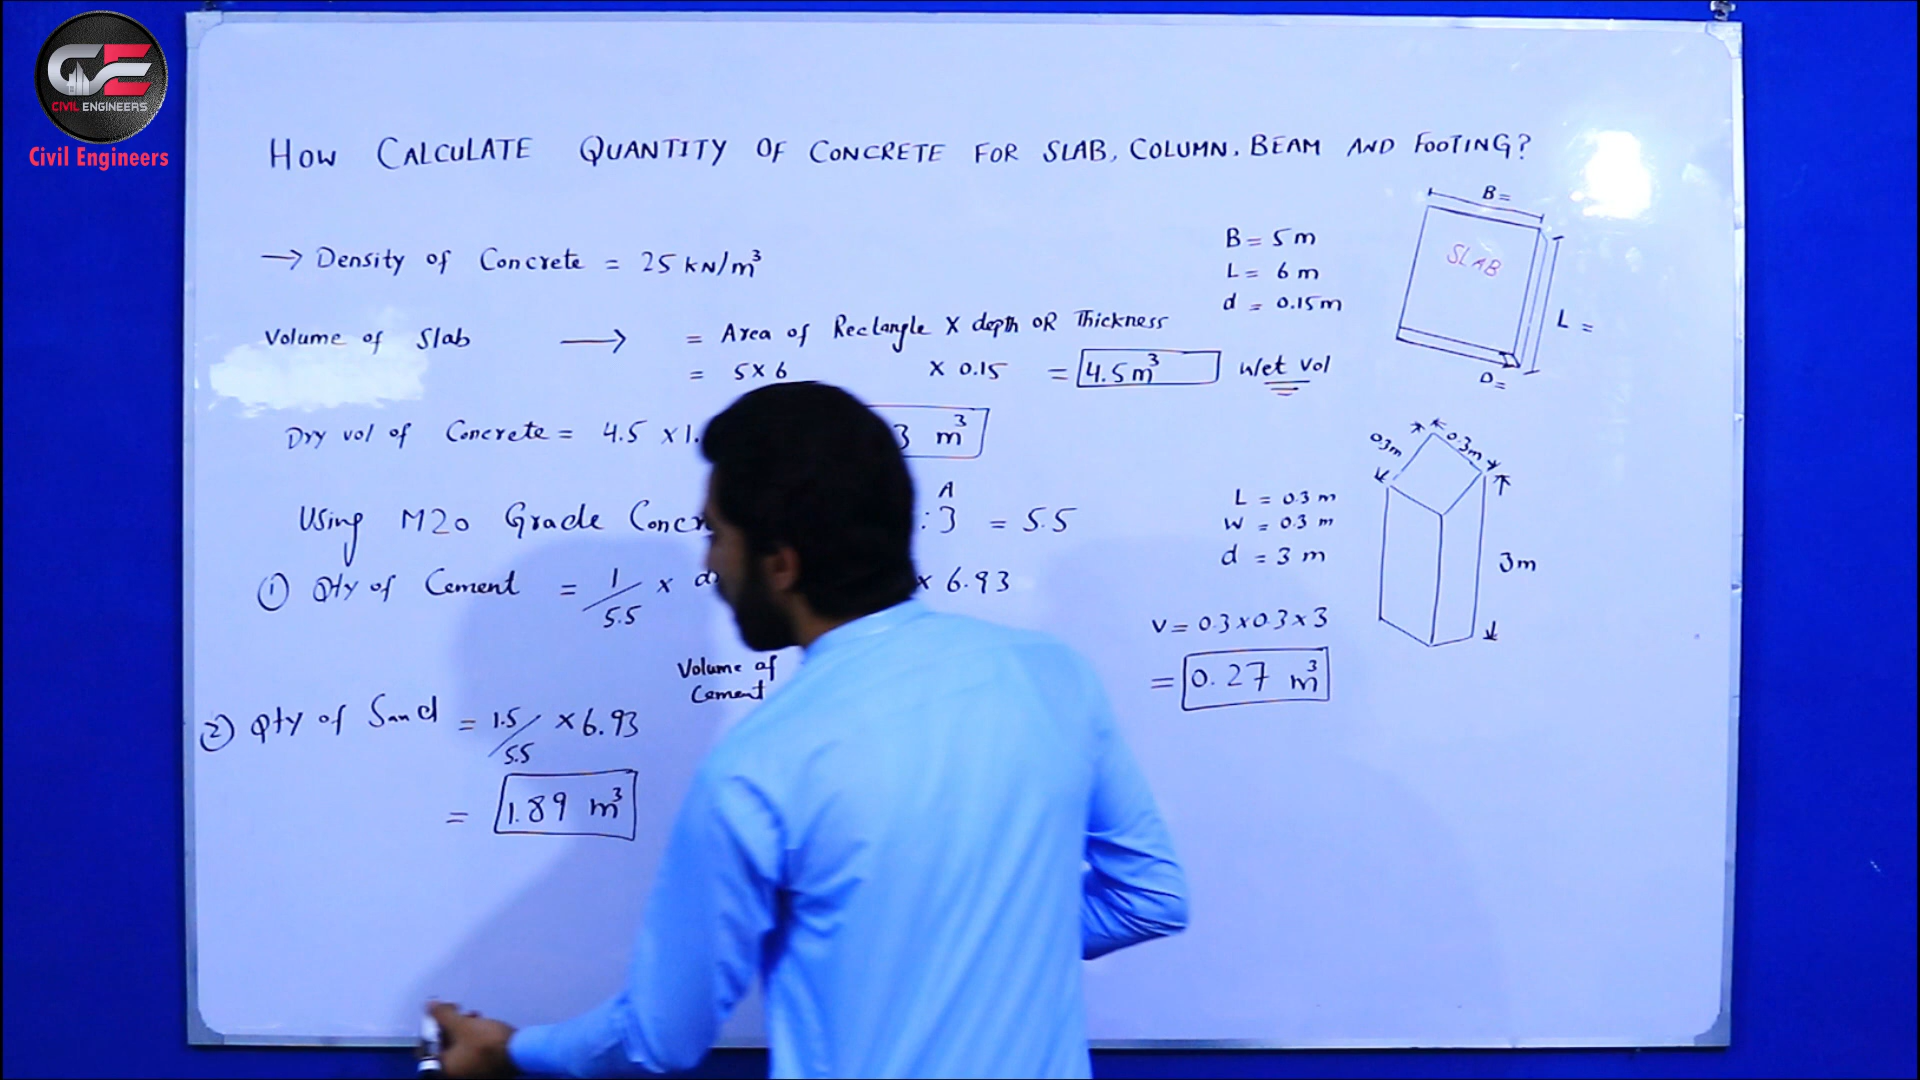 CIVIL ENGINEERS
Civil Engineers
HOW CALCULATE QUANTITY OF CONCRETE FOR SLAB, COLUMN, BEAM AND FOOTING?
→ Density of Concrete = 25 kN/m³
B = 5 m
L = 6 m
d = 0.15 m
B =
SLAB
L =
D =
Volume of Slab → = Area of Rectangle X depth OR Thickness
= 5 X 6 X 0.15 = 4.5 m³ Wet Vol
Dry vol of Concrete = 4.5 x 1. 3 m³
Using M20 Grade Concr : 3 = 5.5
A
① Qty of Cement = 1/5.5 x d x 6.93
Volume of
Cement
② Qty of Sand = 1.5/5.5 x 6.93
= 1.89 m³
0.3m
0.3m
3m
L = 0.3 m
W = 0.3 m
d = 3 m
V = 0.3 x 0.3 x 3
= 0.27 m³